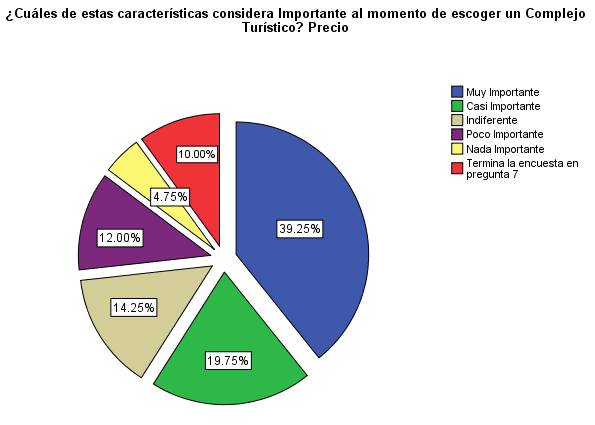 ¿Cuáles de estas características considera Importante al momento de escoger un Complejo
Turístico? Precio
Muy Importante
Casi Importante
Indiferente
Poco Importante
Nada Importante
Termina la encuesta en
pregunta 7
10.00%
4.75%
39.25%
12.00%
14.25%
19.75%